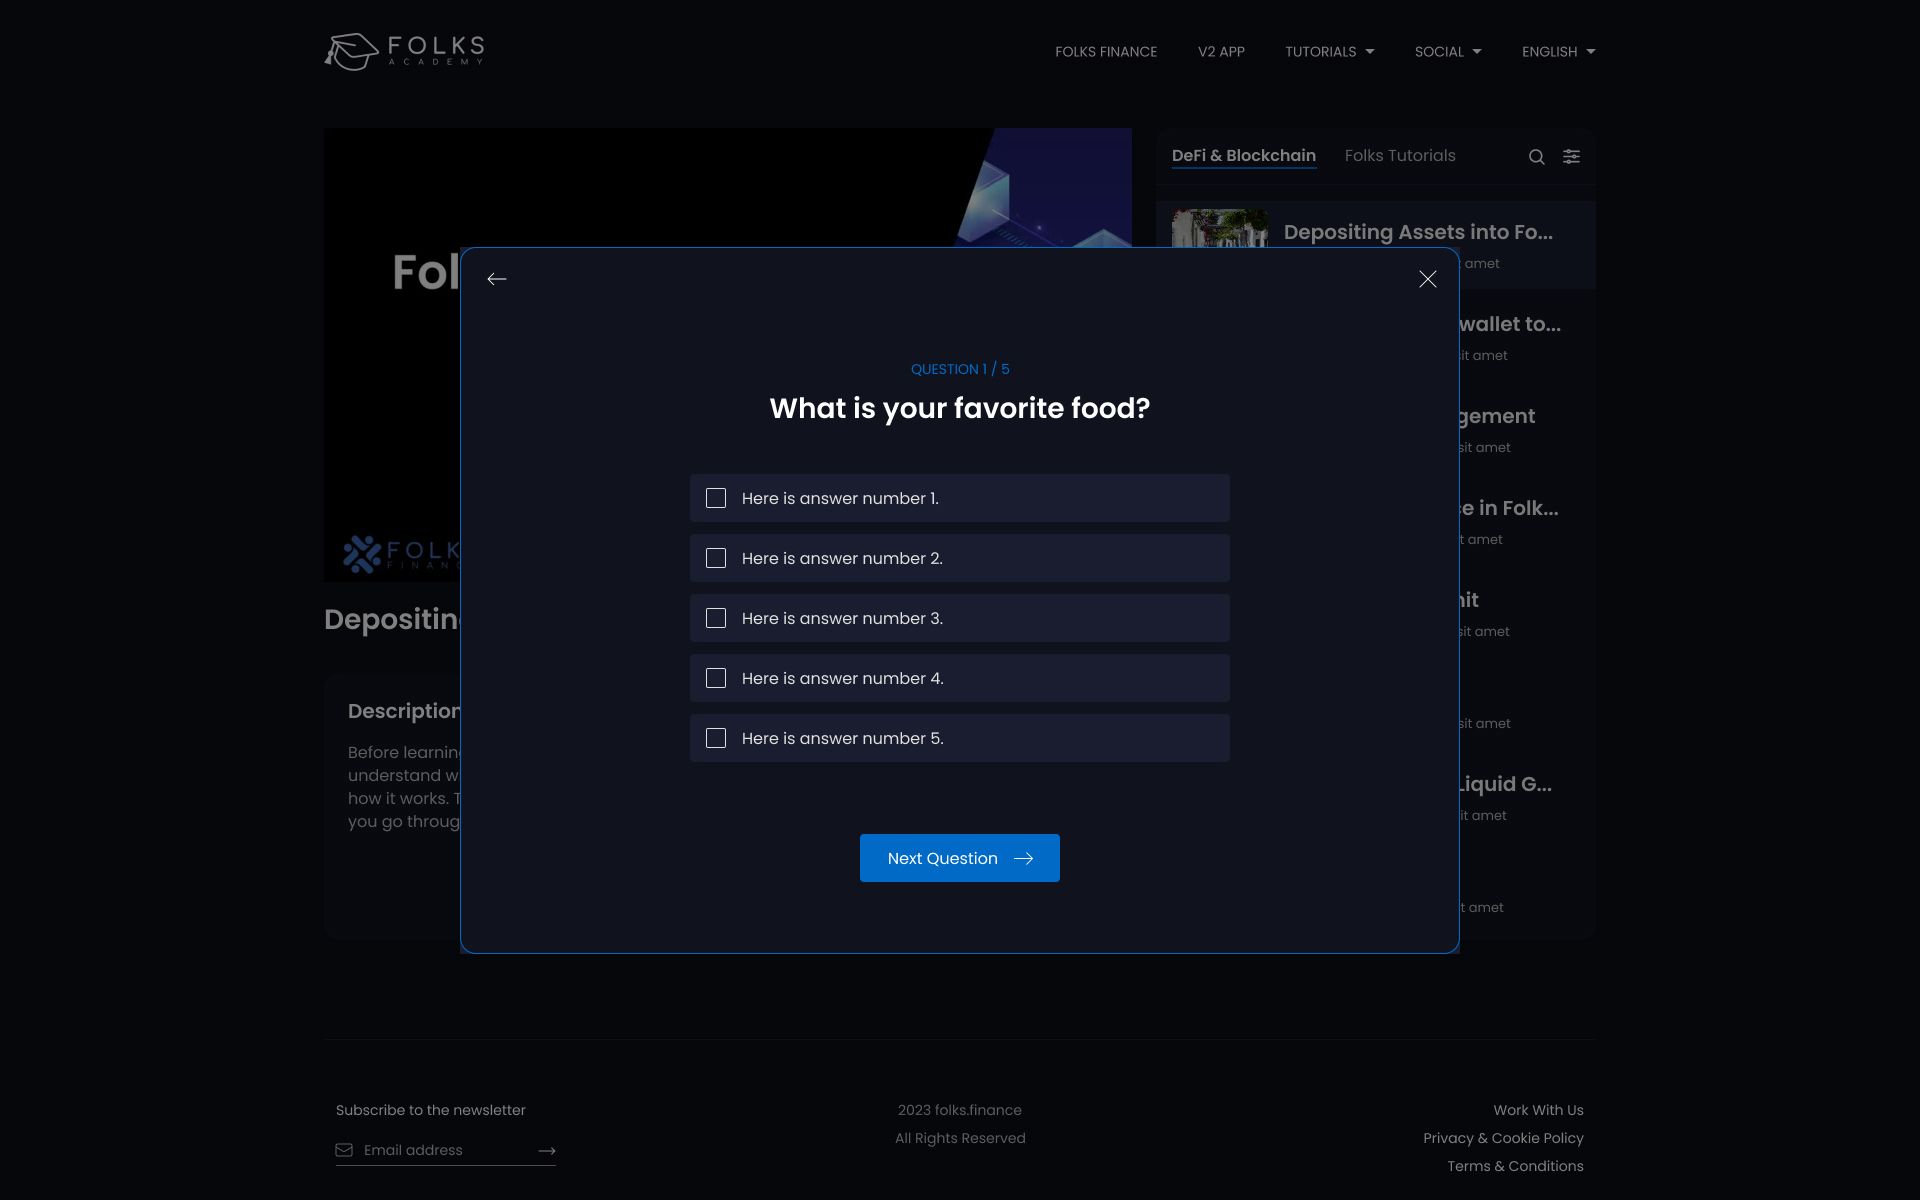 FOLKS
ACADEMY
FOLKS FINANCE
V2 APP
TUTORIALS
SOCIAL
ENGLISH
DeFi & Blockchain
Folks Tutorials
Depositing Assets into Fo...
amet
Fol
wallet to...
sit amet
QUESTION 1 / 5
What is your favorite food?
gement
sit amet
Here is answer number 1.
e in Folk...
t amet
Here is answer number 2.
FOLK
FINANC
Here is answer number 3.
it
sit amet
Depositin
Here is answer number 4.
Description
sit amet
Here is answer number 5.
Before learnin
understand w
how it works. T
you go throug
Liquid G...
it amet
Next Question
t amet
Subscribe to the newsletter
Email address
2023 folks.finance
All Rights Reserved
Work With Us
Privacy & Cookie Policy
Terms & Conditions